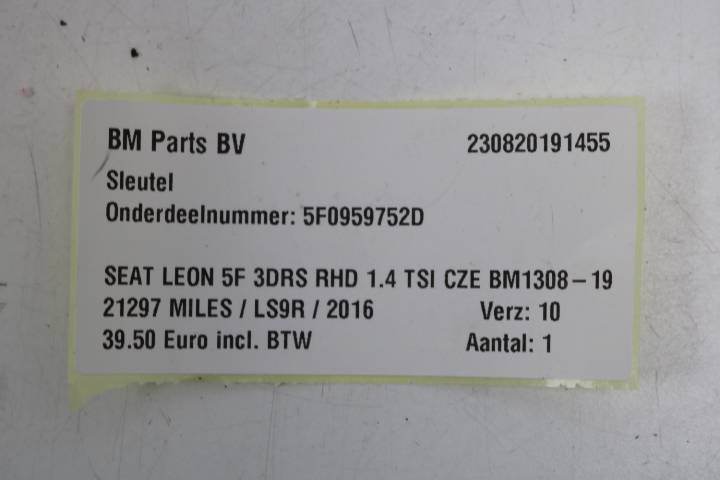 BM Parts BV 230820191455
Sleutel
Onderdeelnummer: 5F0959752D
SEAT LEON 5F 3DRS RHD 1.4 TSI CZE BM1308-19
21297 MILES / LS9R / 2016 Verz: 10
39.50 Euro incl. BTW Aantal: 1